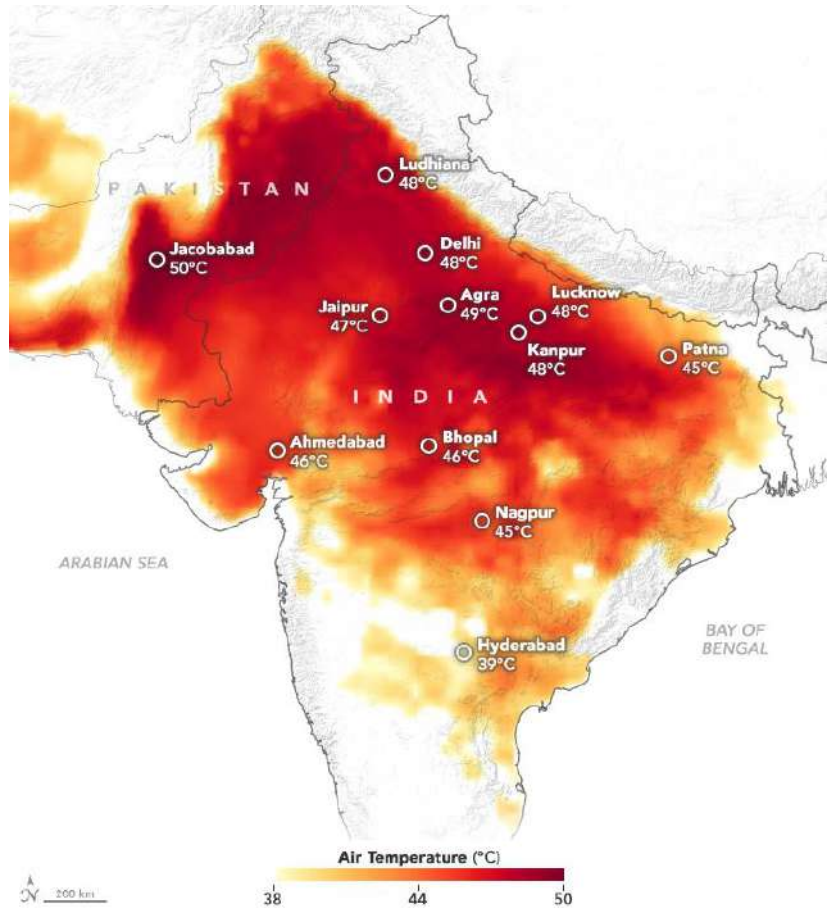 Ludhiana
48°C
PAKISTAN
Jacobabad
50°C
Delhi
48°C
Agra
49°C
Lucknow
48°C
Jaipur
47°C
Kanpur
48°C
Patna
45°C
INDIA
Ahmedabad
46°C
Bhopal
46°C
Nagpur
45°C
ARABIAN SEA
BAY OF
BENGAL
Hyderabad
39°C
Air Temperature (°C)
N
200 km
38
44
50